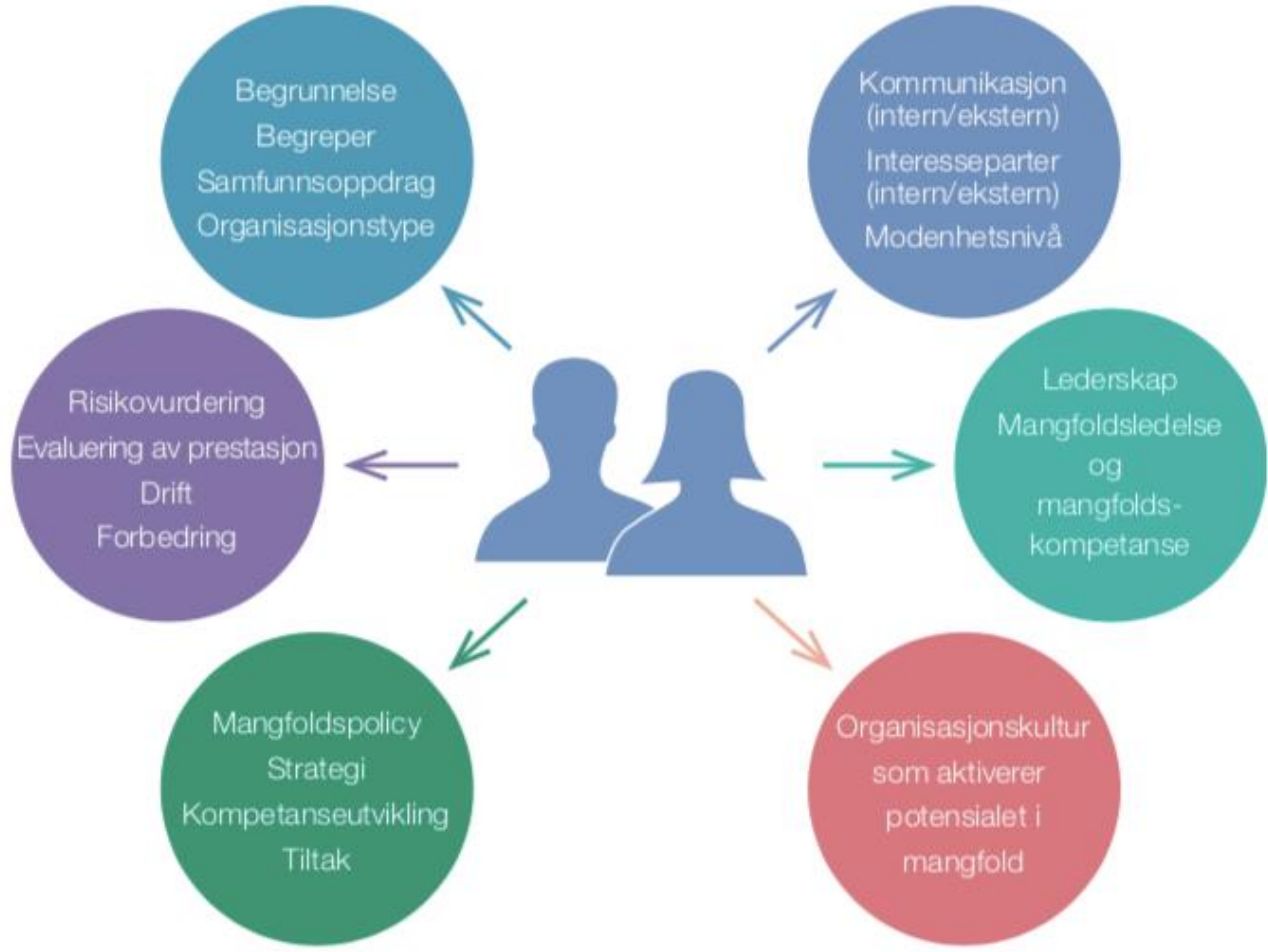 Begrunnelse
Begreper
Samfunnsoppdrag
Organisasjonstype
Kommunikasjon
(intern/ekstern)
Interesseparter
(intern/ekstern)
Modenhetsnivå
Risikovurdering
Evaluering av prestasjon
Drift
Forbedring
Lederskap
Mangfoldsledelse
og
mangfolds-
kompetanse
Mangfoldspolicy
Strategi
Kompetanseutvikling
Tiltak
Organisasjonskultur
som aktiverer
potensialet i
mangfold